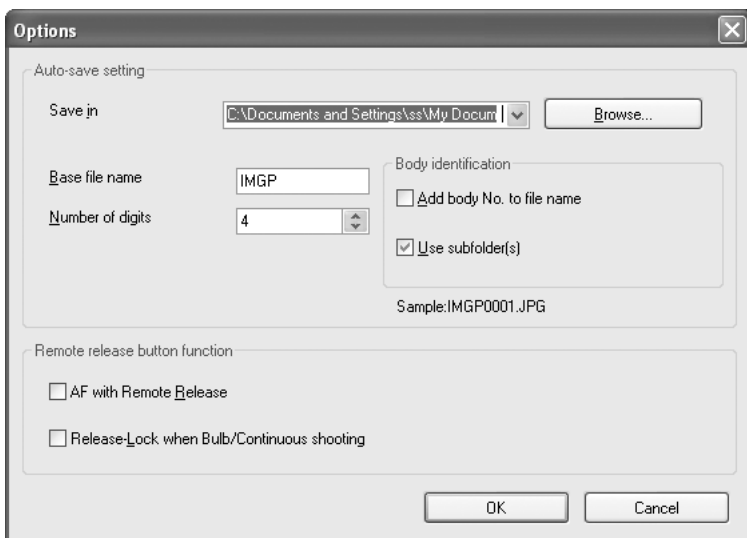 Options
Auto-save setting
Save in
C:\Documents and Settings\ss\My Docum
Browse...
Base file name
IMGP
Number of digits
4
Body identification
Add body No. to file name
Use subfolder(s)
Sample:IMGP0001.JPG
Remote release button function
AF with Remote Release
Release-Lock when Bulb/Continuous shooting
OK
Cancel